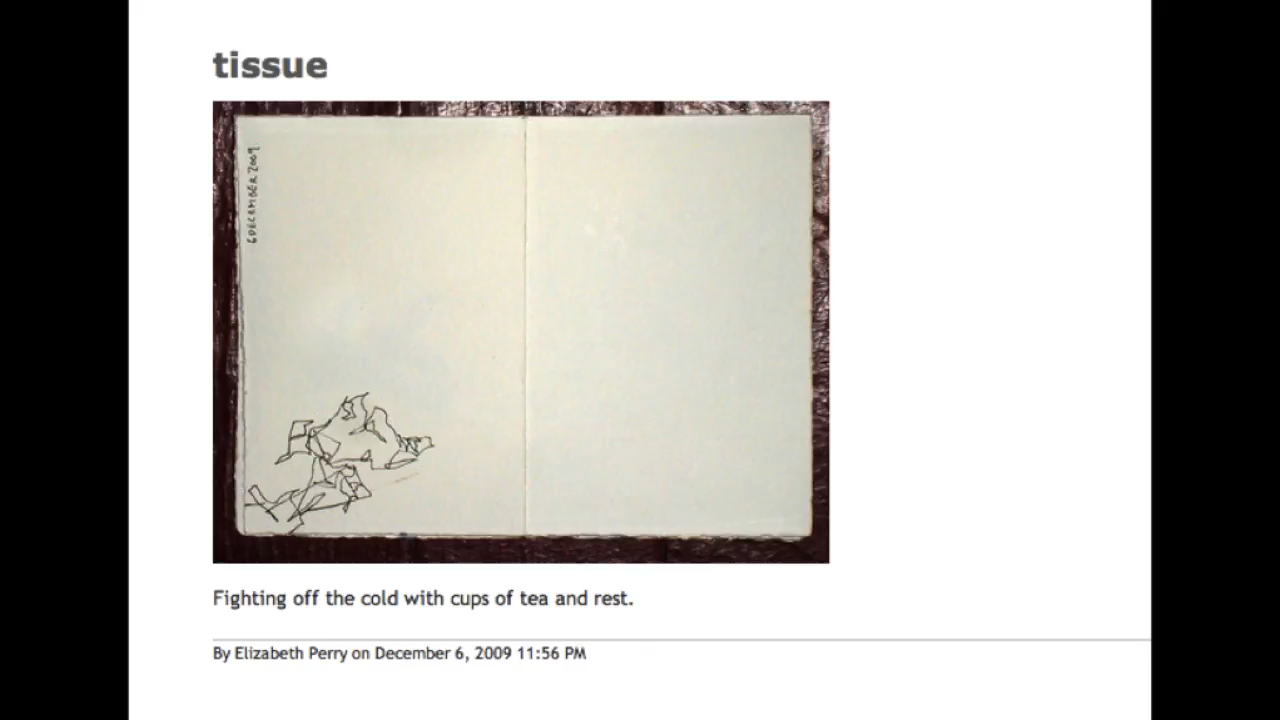 tissue
6 DECEMBER 2009
Fighting off the cold with cups of tea and rest.
By Elizabeth Perry on December 6, 2009 11:56 PM